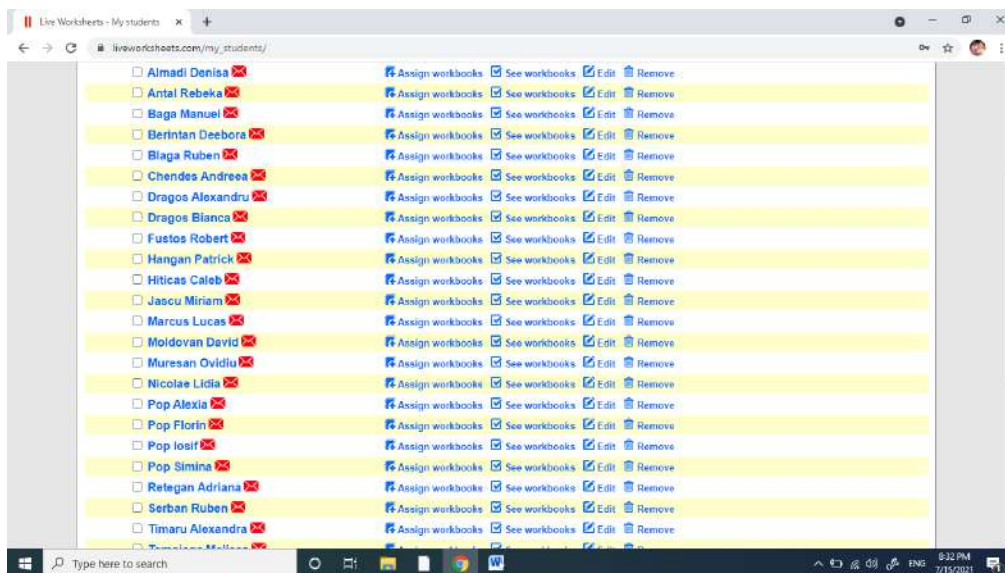 Live Worksheets - My students
liveworksheets.com/my_students/
Almadi Denisa Assign workbooks See workbooks Edit Remove
Antal Rebeka Assign workbooks See workbooks Edit Remove
Baga Manuel Assign workbooks See workbooks Edit Remove
Berintan Deebora Assign workbooks See workbooks Edit Remove
Blaga Ruben Assign workbooks See workbooks Edit Remove
Chendes Andreea Assign workbooks See workbooks Edit Remove
Dragos Alexandru Assign workbooks See workbooks Edit Remove
Dragos Bianca Assign workbooks See workbooks Edit Remove
Fustos Robert Assign workbooks See workbooks Edit Remove
Hangan Patrick Assign workbooks See workbooks Edit Remove
Hiticas Caleb Assign workbooks See workbooks Edit Remove
Jascu Miriam Assign workbooks See workbooks Edit Remove
Marcus Lucas Assign workbooks See workbooks Edit Remove
Moldovan David Assign workbooks See workbooks Edit Remove
Muresan Ovidiu Assign workbooks See workbooks Edit Remove
Nicolae Lidia Assign workbooks See workbooks Edit Remove
Pop Alexia Assign workbooks See workbooks Edit Remove
Pop Florin Assign workbooks See workbooks Edit Remove
Pop Iosif Assign workbooks See workbooks Edit Remove
Pop Simina Assign workbooks See workbooks Edit Remove
Retegan Adriana Assign workbooks See workbooks Edit Remove
Serban Ruben Assign workbooks See workbooks Edit Remove
Timaru Alexandra Assign workbooks See workbooks Edit Remove
Type here to search
ENG
8:32 PM
7/15/2021